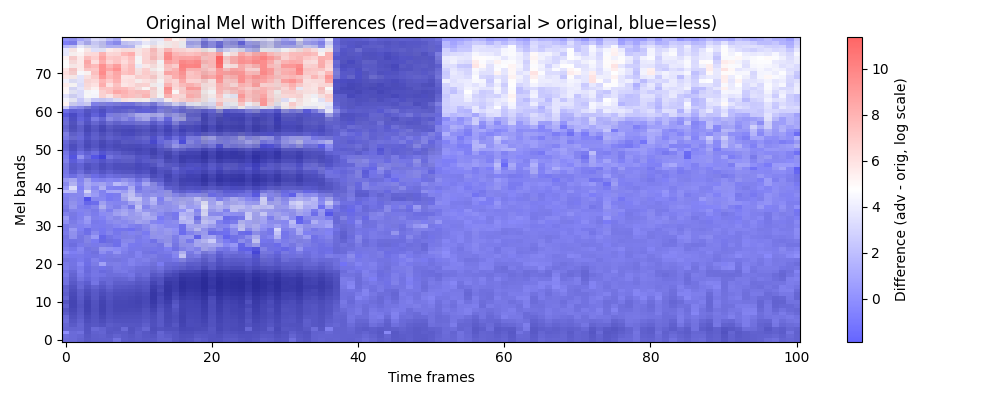 Original Mel with Differences (red=adversarial > original, blue=less)
Mel bands
70
60
50
40
30
20
10
0
0 20 40 60 80 100
Time frames
10
8
6
4
2
0
Difference (adv - orig, log scale)